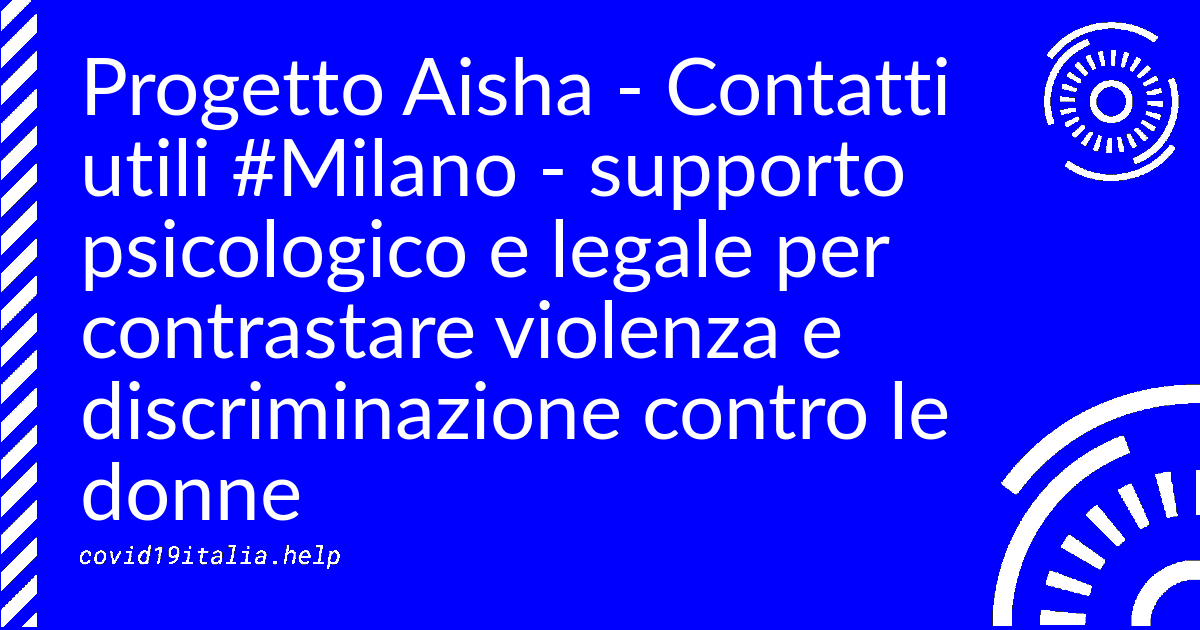 Progetto Aisha - Contatti
utili #Milano - supporto
psicologico e legale per
contrastare violenza e
discriminazione contro le
donne
covid19italia.help